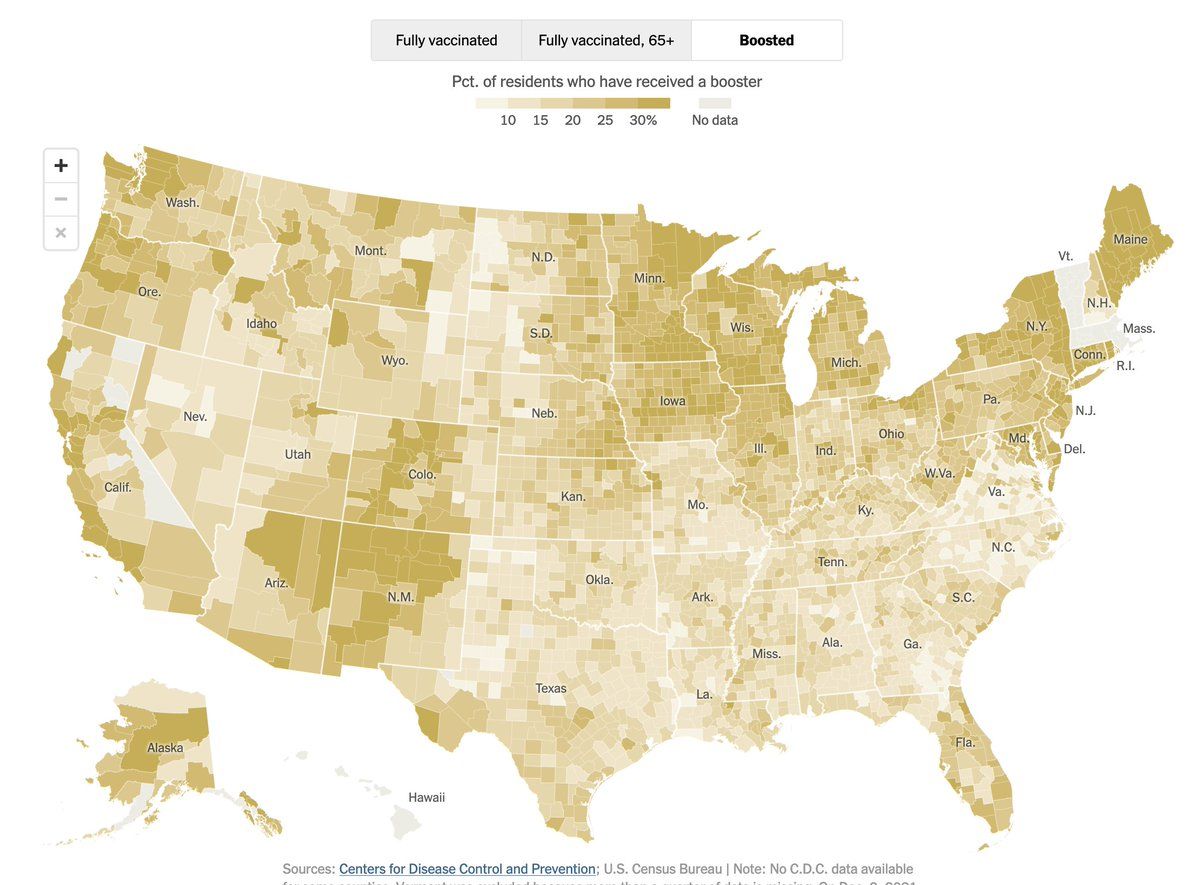 Fully vaccinated
Fully vaccinated, 65+
Boosted
Pct. of residents who have received a booster
10 15 20 25 30% No data
+
−
×
Wash.
Mont.
N.D.
Minn.
Vt.
Maine
Ore.
Idaho
S.D.
Wis.
Mich.
N.Y.
N.H.
Mass.
Conn.
R.I.
Wyo.
Nev.
Neb.
Iowa
Pa.
N.J.
Utah
Colo.
Ill.
Ind.
Ohio
Md.
Del.
Calif.
Kan.
Mo.
W.Va.
Va.
Ky.
Ariz.
N.M.
Okla.
Ark.
Tenn.
N.C.
S.C.
Miss.
Ala.
Ga.
Texas
La.
Fla.
Alaska
Hawaii
Sources: Centers for Disease Control and Prevention; U.S. Census Bureau | Note: No C.D.C. data available